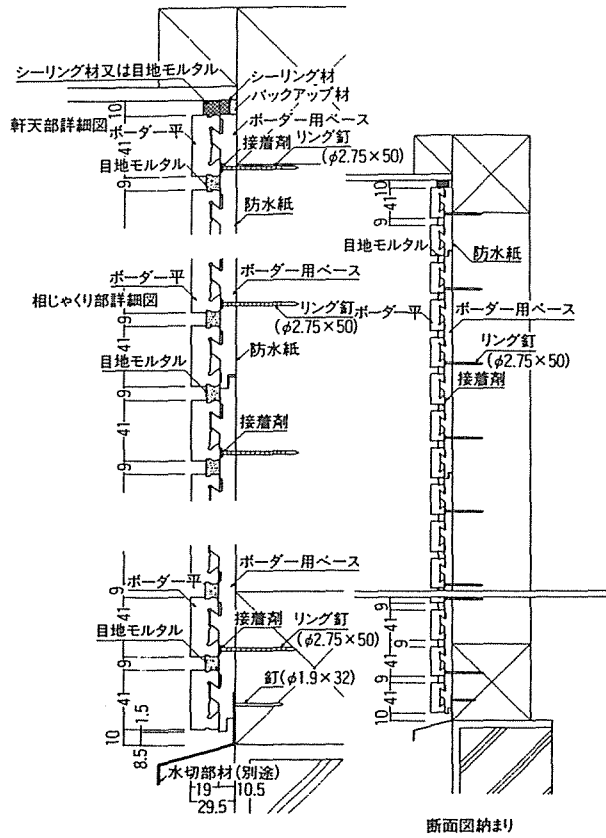 シーリング材又は目地モルタル
シーリング材
バックアップ材
10
ボーダー用ベース
軒天部詳細図
ボーダー平
接着剤
リング釘
(φ2.75×50)
41
目地モルタル
9
防水紙
ボーダー平
ボーダー用ベース
相じゃくり部詳細図
41
9
リング釘
(φ2.75×50)
41
目地モルタル
防水紙
9
41
接着剤
9
ボーダー用ベース
9
ボーダー平
41
接着剤
リング釘
(φ2.75×50)
目地モルタル
9
41
釘(φ1.9×32)
1.5
10
8.5
水切部材(別途)
19
10.5
29.5
10
41
9
目地モルタル
防水紙
ボーダー平
ボーダー用ベース
リング釘
(φ2.75×50)
接着剤
9
41
9
41
9
41
10
断面図納まり